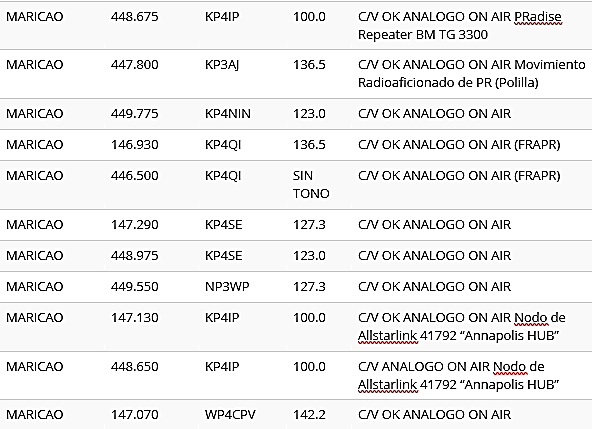 MARICAO 448.675 KP4IP 100.0 C/V OK ANALOGO ON AIR PRadise
Repeater BM TG 3300
MARICAO 447.800 KP3AJ 136.5 C/V OK ANALOGO ON AIR Movimiento
Radioaficionado de PR (Polilla)
MARICAO 449.775 KP4NIN 123.0 C/V OK ANALOGO ON AIR
MARICAO 146.930 KP4QI 136.5 C/V OK ANALOGO ON AIR (FRAPR)
MARICAO 446.500 KP4QI SIN C/V OK ANALOGO ON AIR (FRAPR)
TONO
MARICAO 147.290 KP4SE 127.3 C/V OK ANALOGO ON AIR
MARICAO 448.975 KP4SE 123.0 C/V OK ANALOGO ON AIR
MARICAO 449.550 NP3WP 127.3 C/V OK ANALOGO ON AIR
MARICAO 147.130 KP4IP 100.0 C/V OK ANALOGO ON AIR Nodo de
Allstarlink 41792 “Annapolis HUB”
MARICAO 448.650 KP4IP 100.0 C/V ANALOGO ON AIR Nodo de
Allstarlink 41792 “Annapolis HUB”
MARICAO 147.070 WP4CPV 142.2 C/V OK ANALOGO ON AIR